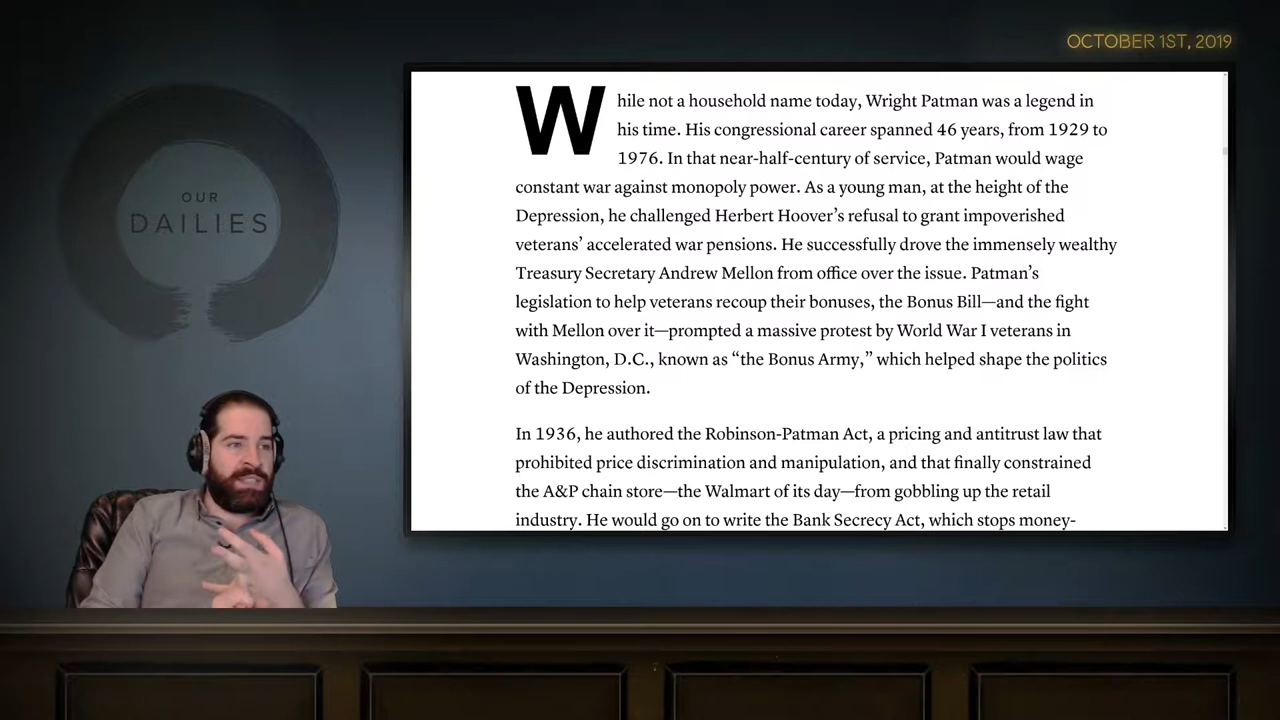 OCTOBER 1ST, 2019
OUR
DAILIES
While not a household name today, Wright Patman was a legend in
his time. His congressional career spanned 46 years, from 1929 to
1976. In that near-half-century of service, Patman would wage
constant war against monopoly power. As a young man, at the height of the
Depression, he challenged Herbert Hoover’s refusal to grant impoverished
veterans’ accelerated war pensions. He successfully drove the immensely wealthy
Treasury Secretary Andrew Mellon from office over the issue. Patman’s
legislation to help veterans recoup their bonuses, the Bonus Bill—and the fight
with Mellon over it—prompted a massive protest by World War I veterans in
Washington, D.C., known as “the Bonus Army,” which helped shape the politics
of the Depression.
In 1936, he authored the Robinson-Patman Act, a pricing and antitrust law that
prohibited price discrimination and manipulation, and that finally constrained
the A&P chain store—the Walmart of its day—from gobbling up the retail
industry. He would go on to write the Bank Secrecy Act, which stops money-